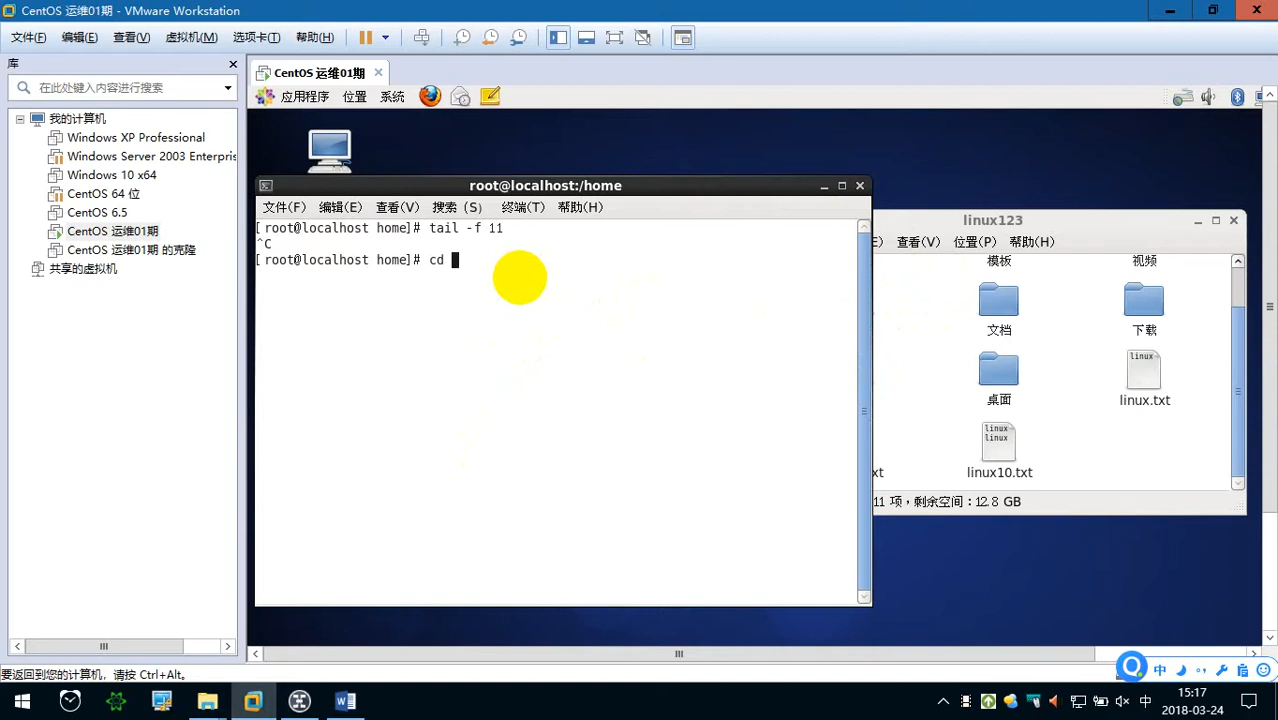 CentOS 运维01期 - VMware Workstation
文件(F) 编辑(E) 查看(V) 虚拟机(M) 选项卡(T) 帮助(H)
库
在此处键入内容进行搜索
我的计算机
Windows XP Professional
Windows Server 2003 Enterpris
Windows 10 x64
CentOS 64 位
CentOS 6.5
CentOS 运维01期
CentOS 运维01期 的克隆
共享的虚拟机
CentOS 运维01期
应用程序 位置 系统
root@localhost:/home
文件(F) 编辑(E) 查看(V) 搜索 (S) 终端(T) 帮助(H)
[root@localhost home]# tail -f 11
^C
[root@localhost home]# cd
linux123
E) 查看(V) 位置(P) 帮助(H)
模板 视频
文档 下载
linux
桌面 linux.txt
linux
linux
xt linux10.txt
11 项，剩余空间：12.8 GB
要返回到您的计算机，请按 Ctrl+Alt。
中
中
15:17
2018-03-24